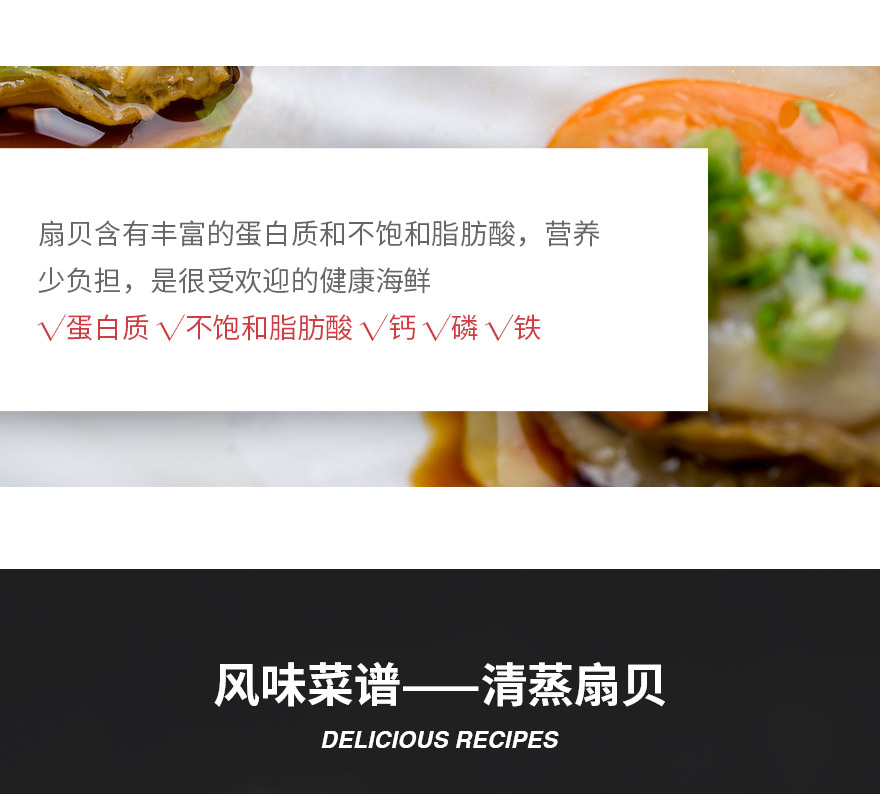 扇贝含有丰富的蛋白质和不饱和脂肪酸，营养
少负担，是很受欢迎的健康海鲜
√蛋白质 √不饱和脂肪酸 √钙 √磷 √铁
风味菜谱——清蒸扇贝
DELICIOUS RECIPES